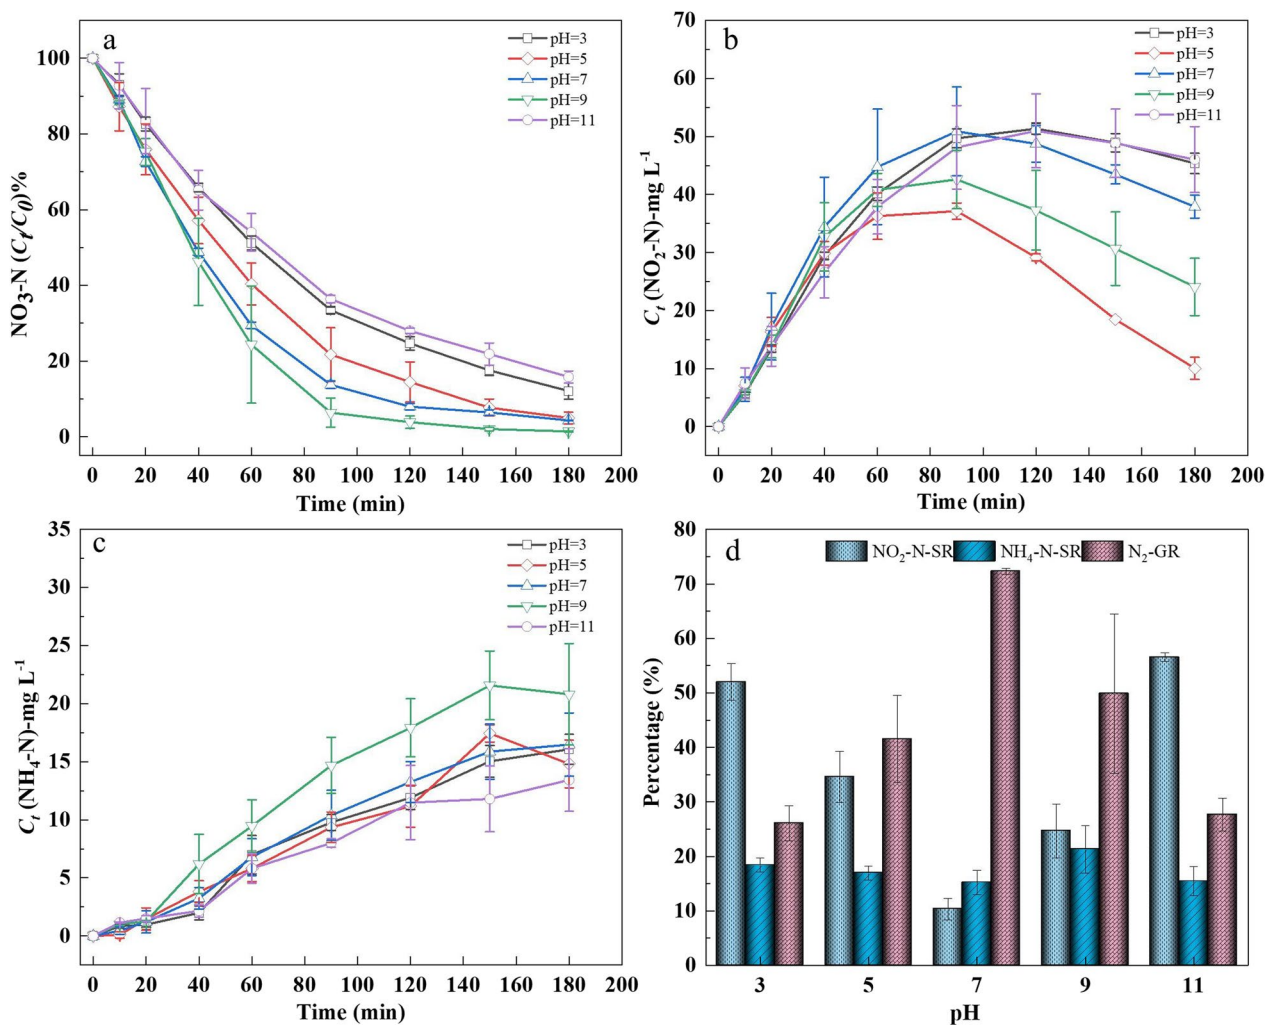 a
pH=3
pH=5
pH=7
pH=9
pH=11
NO3-N (Ct/C0)%
100
80
60
40
20
0
0 20 40 60 80 100 120 140 160 180 200
Time (min)
b
pH=3
pH=5
pH=7
pH=9
pH=11
Ct (NO2-N)-mg L-1
70
60
50
40
30
20
10
0
0 20 40 60 80 100 120 140 160 180 200
Time (min)
c
pH=3
pH=5
pH=7
pH=9
pH=11
Ct (NH4-N)-mg L-1
35
30
25
20
15
10
5
0
0 20 40 60 80 100 120 140 160 180 200
Time (min)
d
NO2-N-SR NH4-N-SR N2-GR
Percentage (%)
80
70
60
50
40
30
20
10
0
3 5 7 9 11
pH